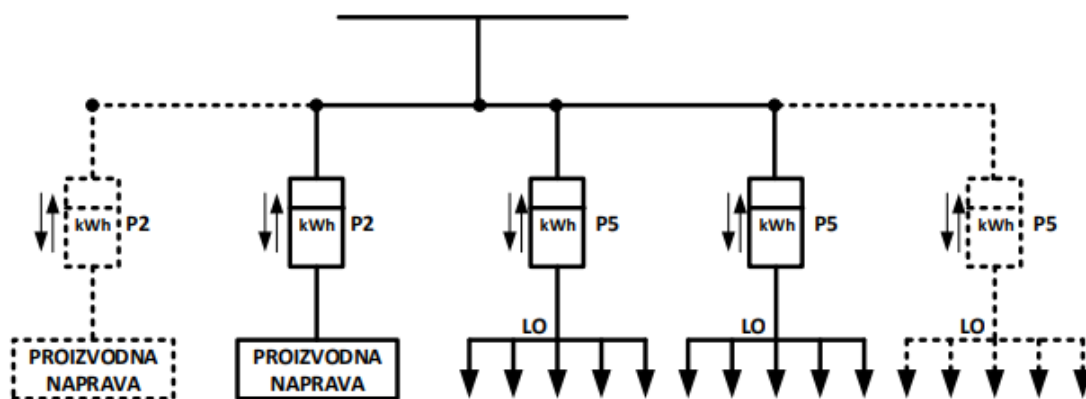 kWh P2
kWh P2
kWh P5
kWh P5
kWh P5
LO
LO
LO
PROIZVODNA
NAPRAVA
PROIZVODNA
NAPRAVA